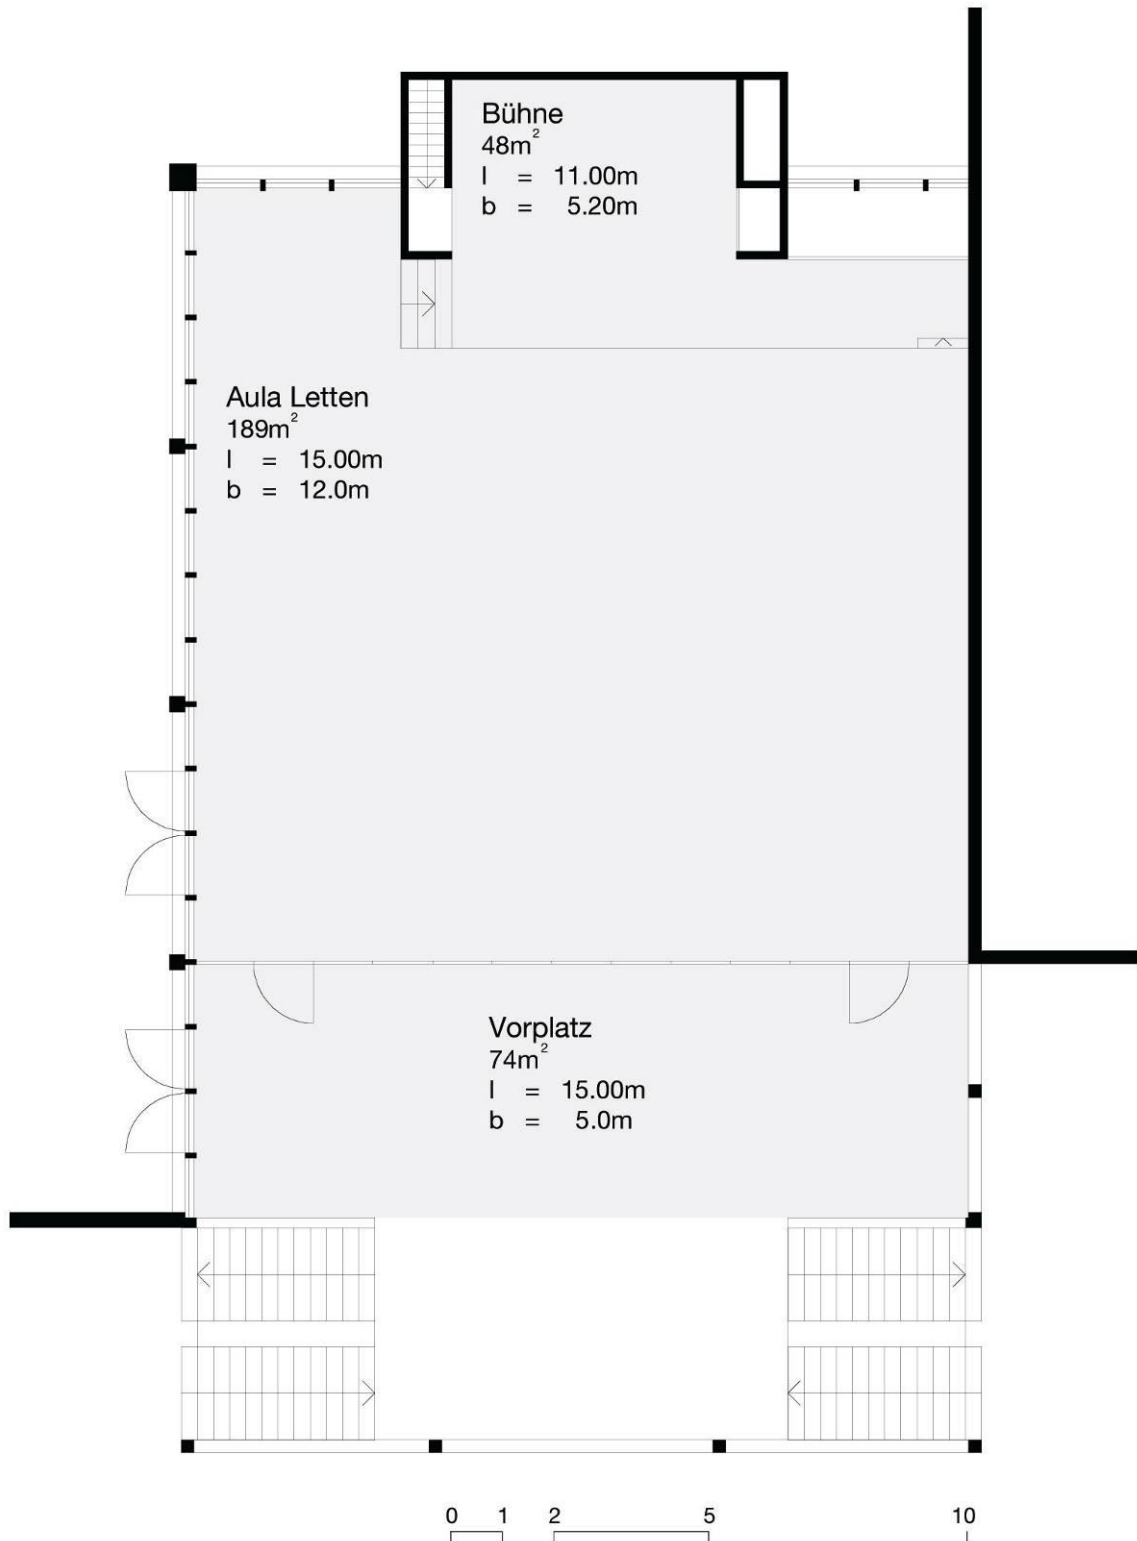 Bühne
48m²
l = 11.00m
b = 5.20m
Aula Letten
189m²
l = 15.00m
b = 12.0m
Vorplatz
74m²
l = 15.00m
b = 5.0m
0 1 2 5 10